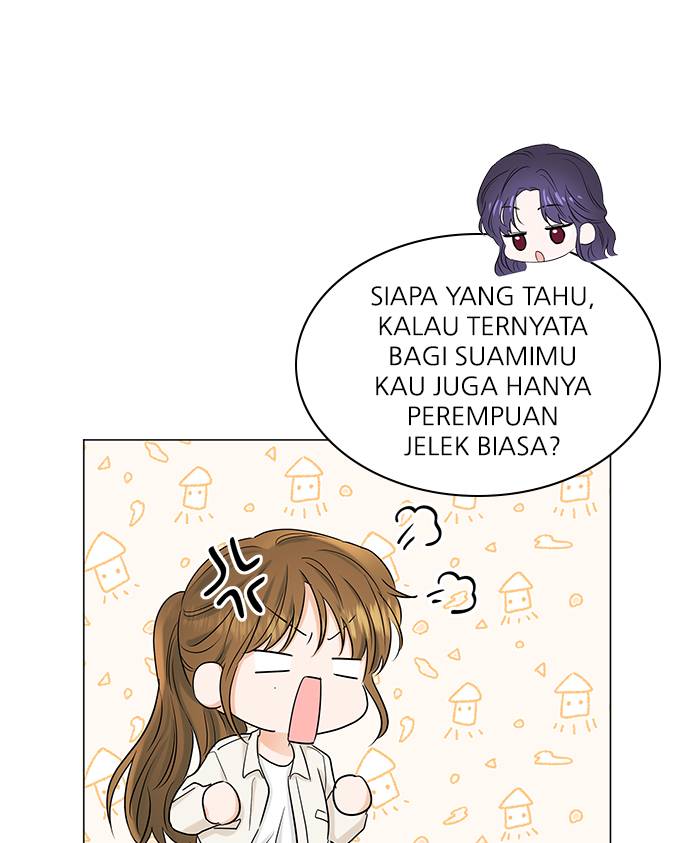 SIAPA YANG TAHU,
KALAU TERNYATA
BAGI SUAMIMU
KAU JUGA HANYA
PEREMPUAN
JELEK BIASA?